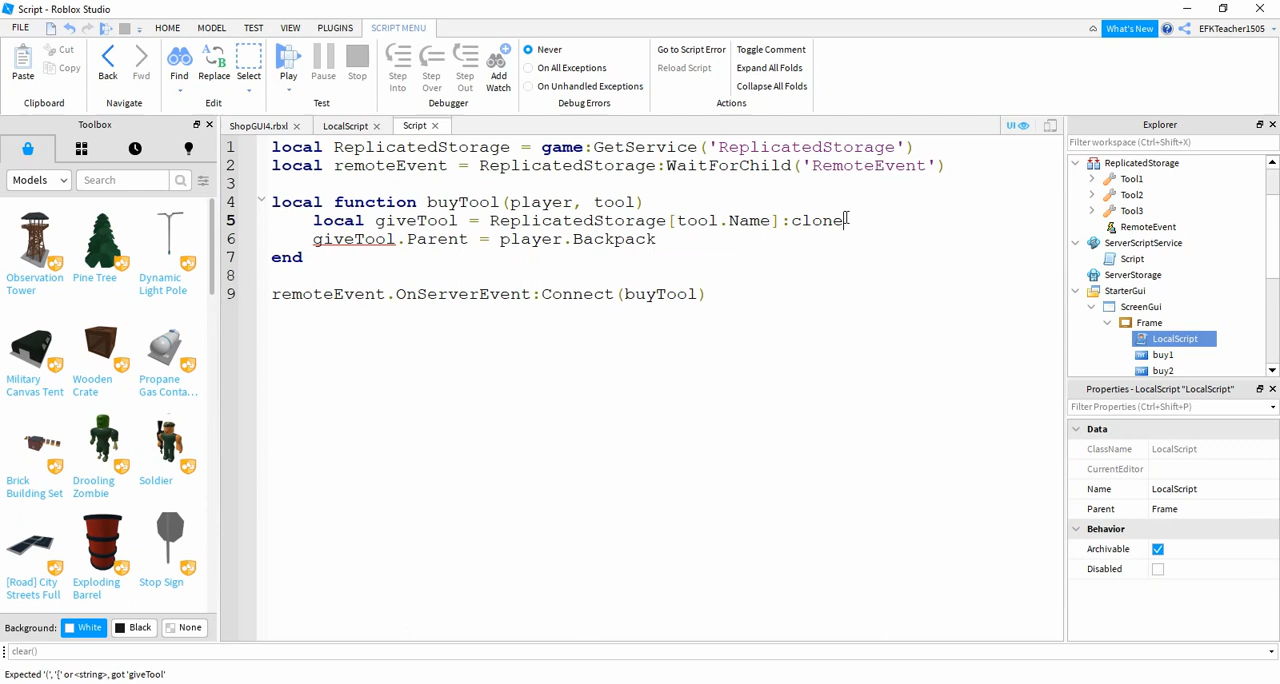 Script - Roblox Studio
FILE HOME MODEL TEST VIEW PLUGINS SCRIPT MENU What's New EFKTeacher1505
Paste Cut Copy Back Fwd Find Replace Select Play Pause Stop Step Into Step Over Step Out Add Watch
Never
On All Exceptions
On Unhandled Exceptions
Go to Script Error
Reload Script
Toggle Comment
Expand All Folds
Collapse All Folds
Clipboard Navigate Edit Test Debugger Debug Errors Actions
Toolbox
Models Search
Observation Tower
Pine Tree
Dynamic Light Pole
Military Canvas Tent
Wooden Crate
Propane Gas Conta...
Brick Building Set
Drooling Zombie
Soldier
[Road] City Streets Full
Exploding Barrel
Stop Sign
Background: White Black None
ShopGUI4.rbxl LocalScript Script UI
1 local ReplicatedStorage = game:GetService('ReplicatedStorage')
2 local remoteEvent = ReplicatedStorage:WaitForChild('RemoteEvent')
3
4 local function buyTool(player, tool)
5 local giveTool = ReplicatedStorage[tool.Name]:clone
6 giveTool.Parent = player.Backpack
7 end
8
9 remoteEvent.OnServerEvent:Connect(buyTool)
Explorer
Filter workspace (Ctrl+Shift+X)
ReplicatedStorage
Tool1
Tool2
Tool3
RemoteEvent
ServerScriptService
Script
ServerStorage
StarterGui
ScreenGui
Frame
LocalScript
buy1
buy2
Properties - LocalScript "LocalScript"
Filter Properties (Ctrl+Shift+P)
Data
ClassName LocalScript
CurrentEditor
Name LocalScript
Parent Frame
Behavior
Archivable
Disabled
clear()
Expected '(', '{' or <string>, got 'giveTool'